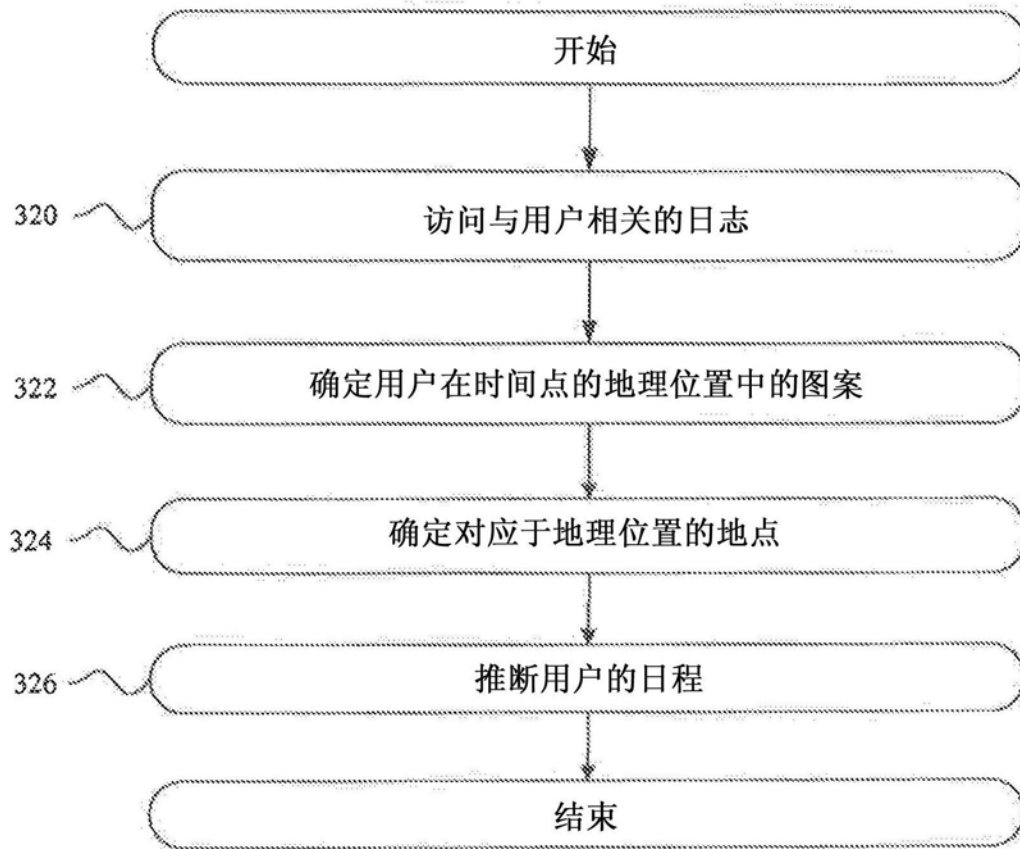 开始
320
访问与用户相关的日志
322
确定用户在时间点的地理位置中的图案
324
确定对应于地理位置的地点
326
推断用户的日程
结束